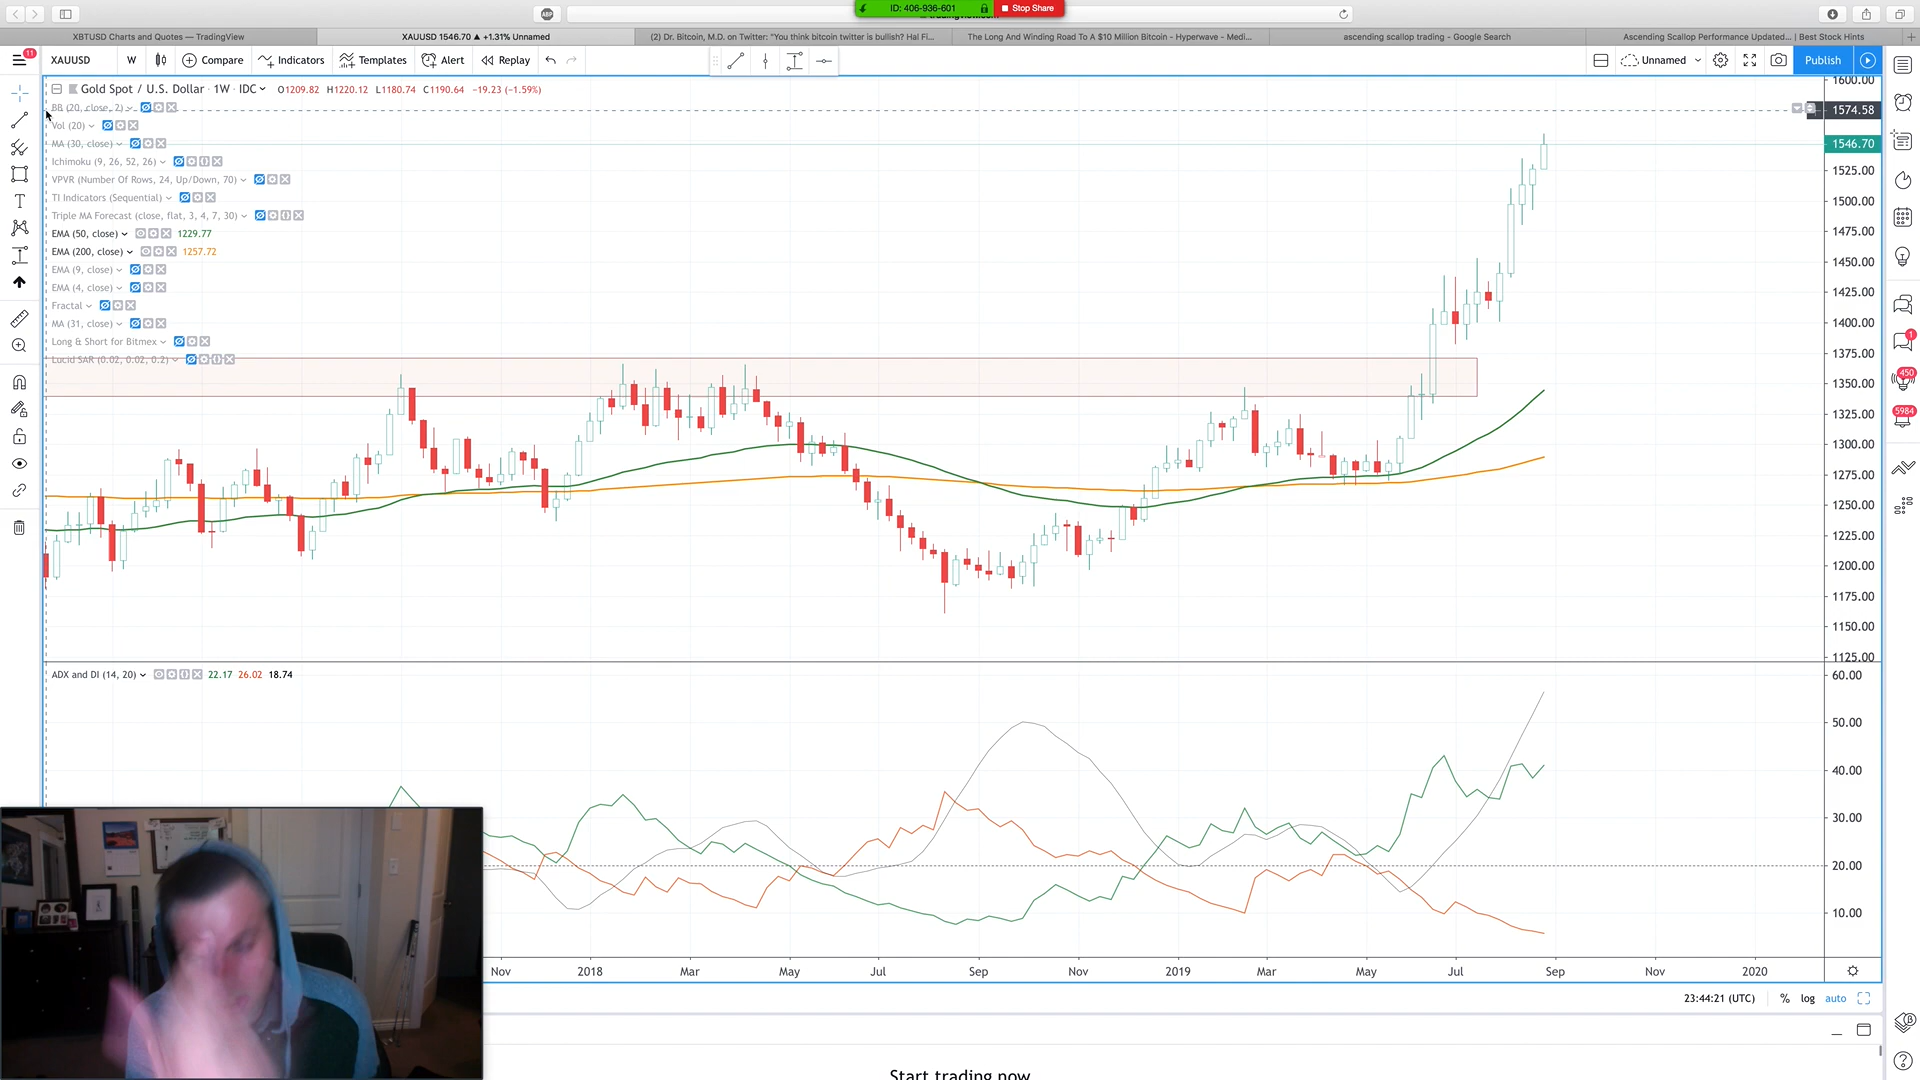 ID: 406-936-601
Stop Share
XBTUSD Charts and Quotes — TradingView
XAUUSD 1546.70 ▲ +1.31% Unnamed
(2) Dr. Bitcoin, M.D. on Twitter: "You think bitcoin twitter is bullish? Hal Fi...
The Long And Winding Road To A $10 Million Bitcoin - Hyperwave - Medi...
ascending scallop trading - Google Search
Ascending Scallop Performance Updated... | Best Stock Hints
11
XAUUSD
W
Compare
Indicators
Templates
Alert
Replay
Unnamed
Publish
Gold Spot / U.S. Dollar · 1W · IDC
O1209.82 H1220.12 L1180.74 C1190.64 −19.23 (−1.59%)
BB (20, close, 2)
Vol (20)
MA (30, close)
Ichimoku (9, 26, 52, 26)
VPVR (Number Of Rows, 24, Up/Down, 70)
TI Indicators (Sequential)
Triple MA Forecast (close, flat, 3, 4, 7, 30)
EMA (50, close) 1229.77
EMA (200, close) 1257.72
EMA (9, close)
EMA (4, close)
Fractal
MA (31, close)
Long & Short for Bitmex
Lucid SAR (0.02, 0.02, 0.2)
1600.00
1574.58
1546.70
1525.00
1500.00
1475.00
1450.00
1425.00
1400.00
1375.00
1350.00
1325.00
1300.00
1275.00
1250.00
1225.00
1200.00
1175.00
1150.00
1125.00
1
450
5984
ADX and DI (14, 20) 22.17 26.02 18.74
60.00
50.00
40.00
30.00
20.00
10.00
Nov 2018 Mar May Jul Sep Nov 2019 Mar May Jul Sep Nov 2020
23:44:21 (UTC)
% log auto
Start trading now